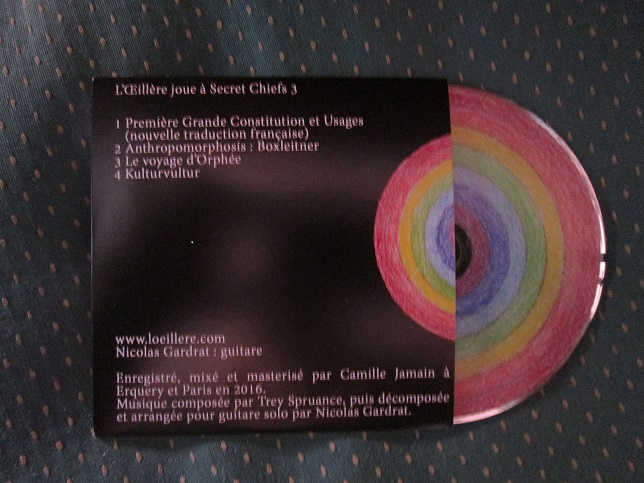 L'Œillère joue à Secret Chiefs 3
1 Première Grande Constitution et Usages
(nouvelle traduction française)
2 Anthropomorphosis : Boxleitner
3 Le voyage d'Orphée
4 Kulturvultur
www.loeillere.com
Nicolas Gardrat : guitare
Enregistré, mixé et masterisé par Camille Jamain à
Erquery et Paris en 2016.
Musique composée par Trey Spruance, puis décomposée
et arrangée pour guitare solo par Nicolas Gardrat.